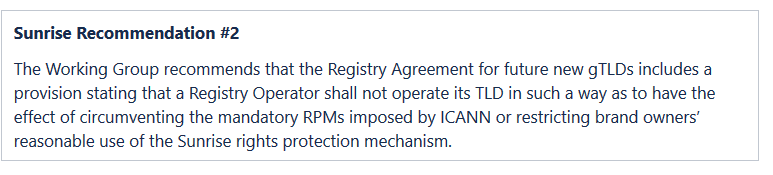 Sunrise Recommendation #2
The Working Group recommends that the Registry Agreement for future new gTLDs includes a
provision stating that a Registry Operator shall not operate its TLD in such a way as to have the
effect of circumventing the mandatory RPMs imposed by ICANN or restricting brand owners’
reasonable use of the Sunrise rights protection mechanism.